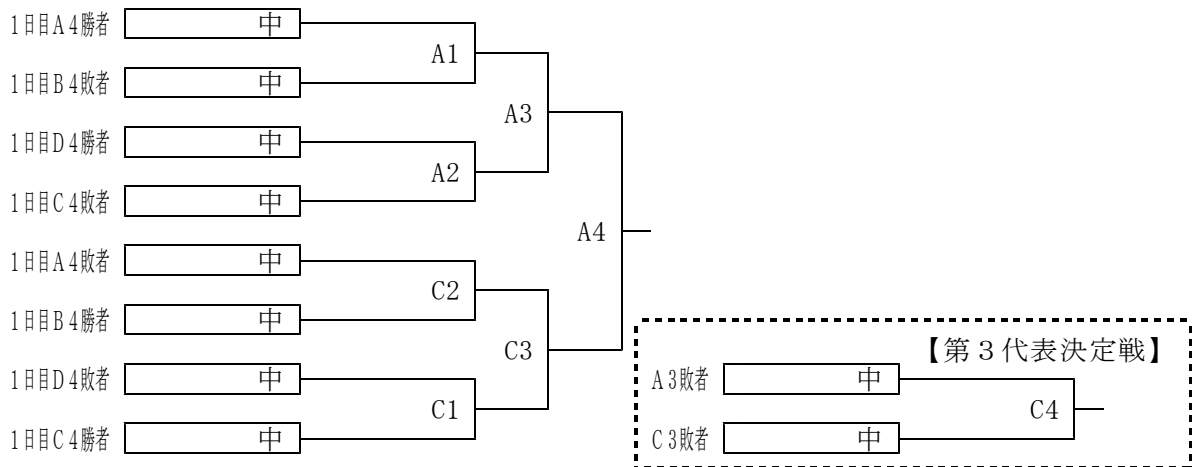 1日目A4勝者 中
A1
1日目B4敗者 中
A3
1日目D4勝者 中
A2
1日目C4敗者 中
A4
1日目A4敗者 中
C2
1日目B4勝者 中
C3
【第３代表決定戦】
1日目D4敗者 中
A3敗者 中
C1
C4
1日目C4勝者 中
C3敗者 中